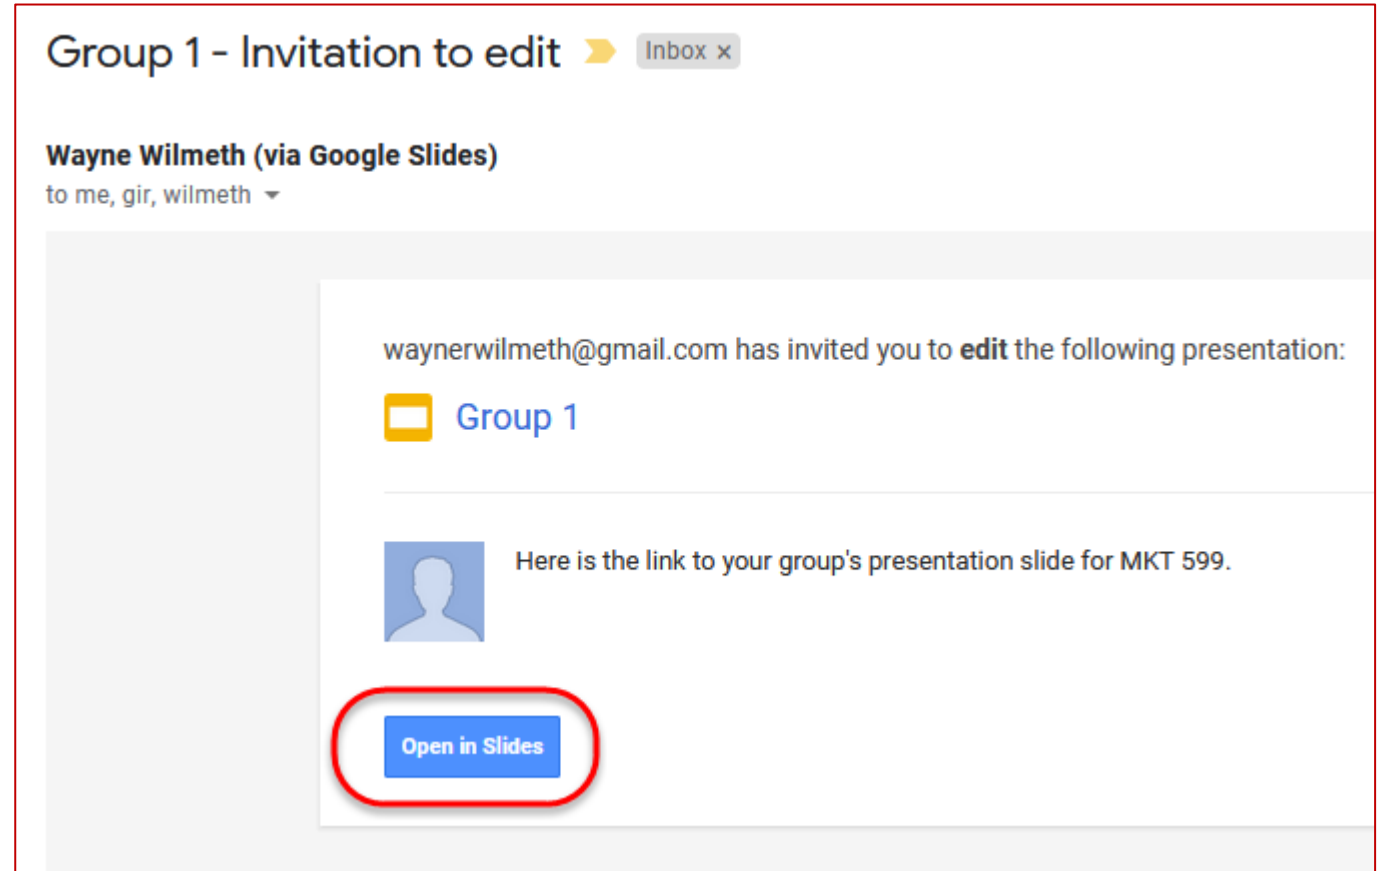 Group 1 - Invitation to edit Inbox x
Wayne Wilmeth (via Google Slides)
to me, gir, wilmeth
waynerwilmeth@gmail.com has invited you to edit the following presentation:
Group 1
Here is the link to your group's presentation slide for MKT 599.
Open in Slides